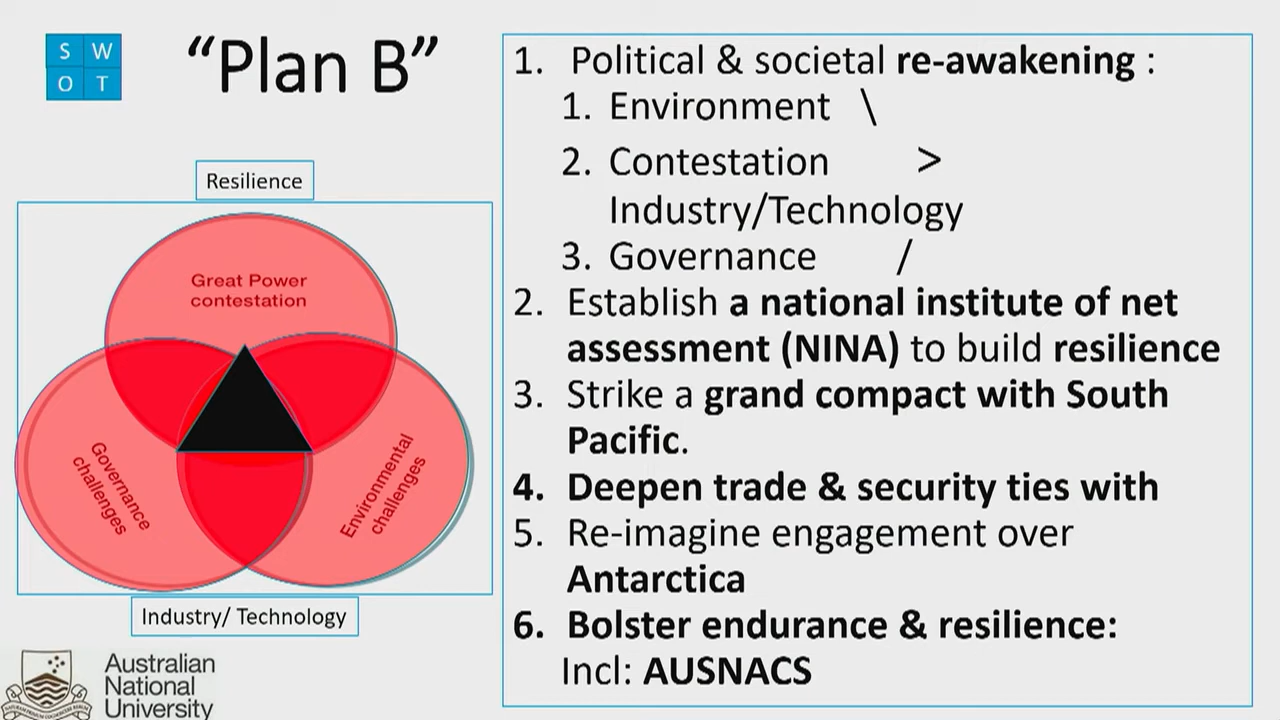 S W
O T
“Plan B”
Resilience
Great Power
contestation
Governance
challenges
Environmental
challenges
Industry/ Technology
Australian
National
University
1. Political & societal re-awakening :
1. Environment \
2. Contestation >
Industry/Technology
3. Governance /
2. Establish a national institute of net
assessment (NINA) to build resilience
3. Strike a grand compact with South
Pacific.
4. Deepen trade & security ties with
5. Re-imagine engagement over
Antarctica
6. Bolster endurance & resilience:
Incl: AUSNACS